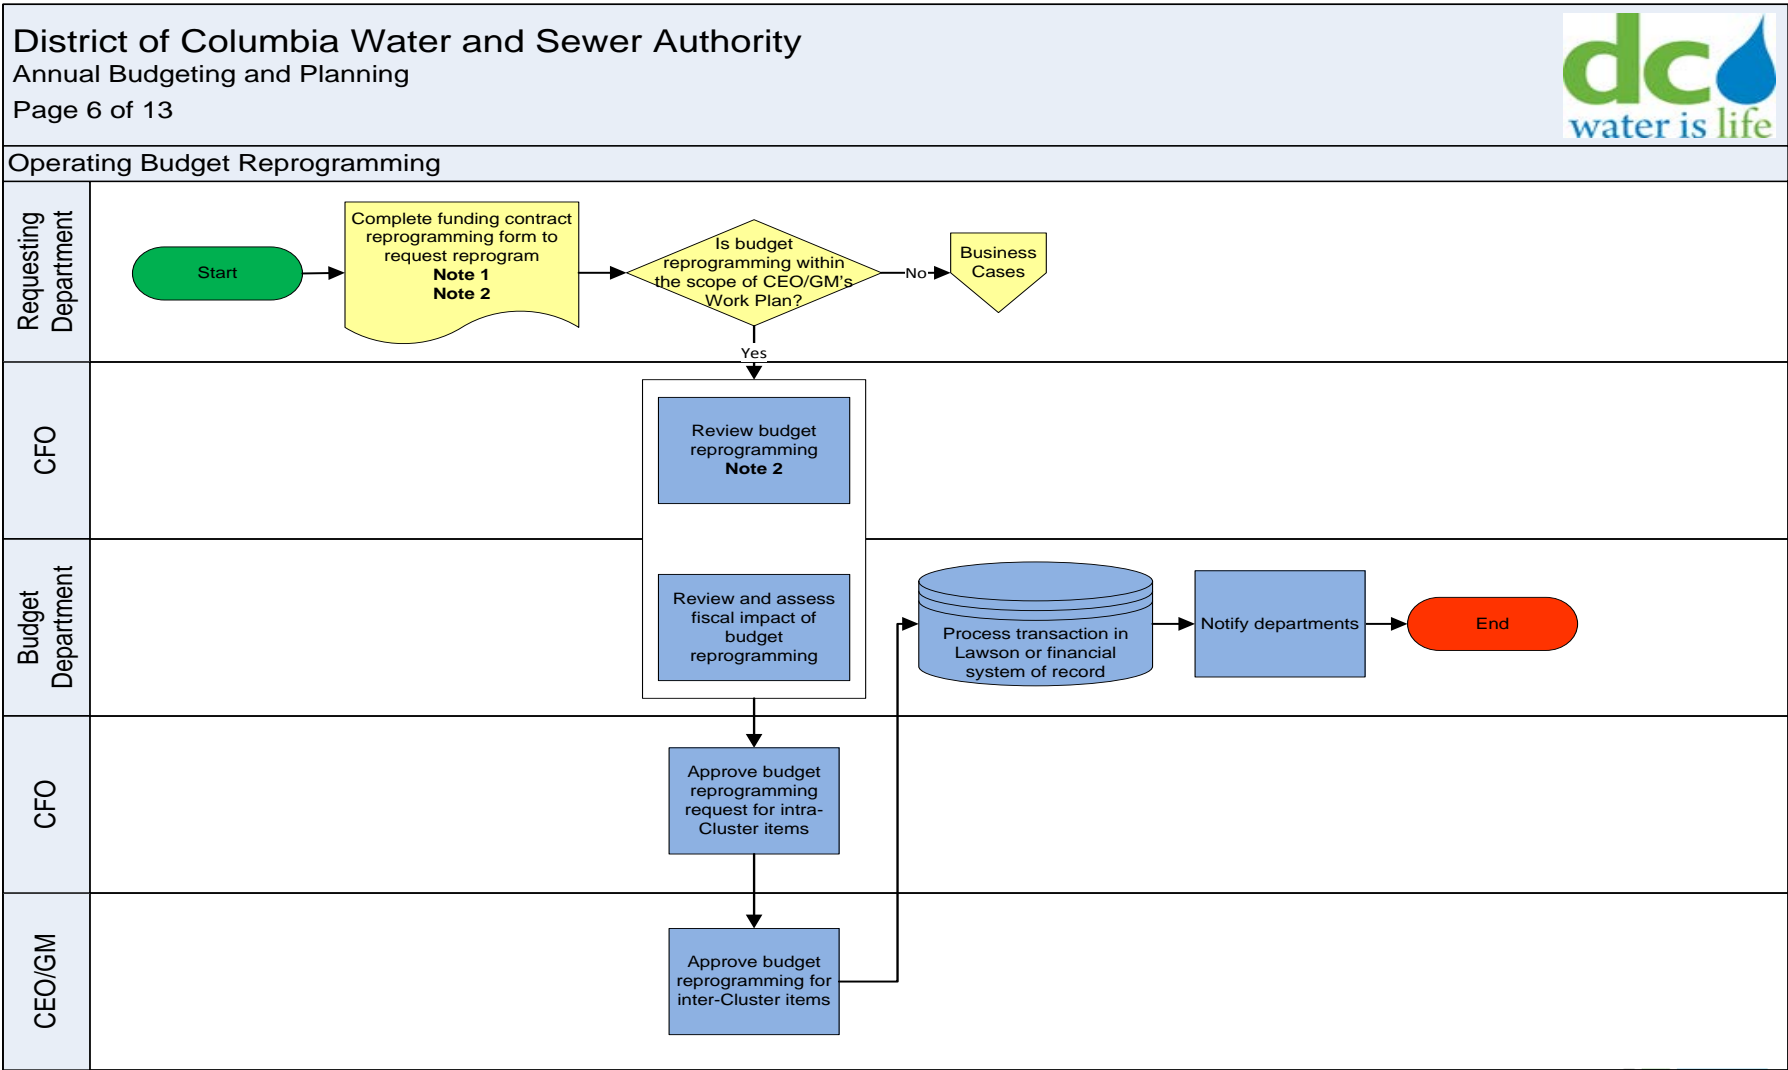 District of Columbia Water and Sewer Authority
Annual Budgeting and Planning
Page 6 of 13
dc
water is life
Operating Budget Reprogramming
Requesting
Department
Start
Complete funding contract
reprogramming form to
request reprogram
Note 1
Note 2
Is budget
reprogramming within
the scope of CEO/GM's
Work Plan?
No
Business
Cases
Yes
CFO
Review budget
reprogramming
Note 2
Budget
Department
Review and assess
fiscal impact of
budget
reprogramming
Process transaction in
Lawson or financial
system of record
Notify departments
End
CFO
Approve budget
reprogramming
request for intra-
Cluster items
CEO/GM
Approve budget
reprogramming for
inter-Cluster items